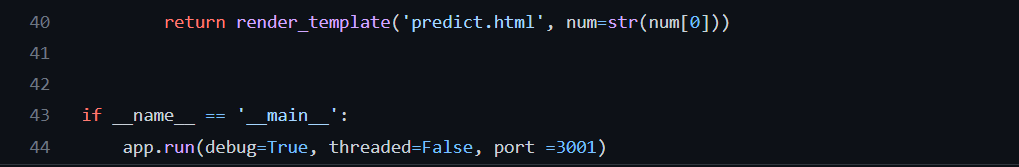 40 return render_template('predict.html', num=str(num[0]))
41
42
43 if __name__ == '__main__':
44 app.run(debug=True, threaded=False, port =3001)